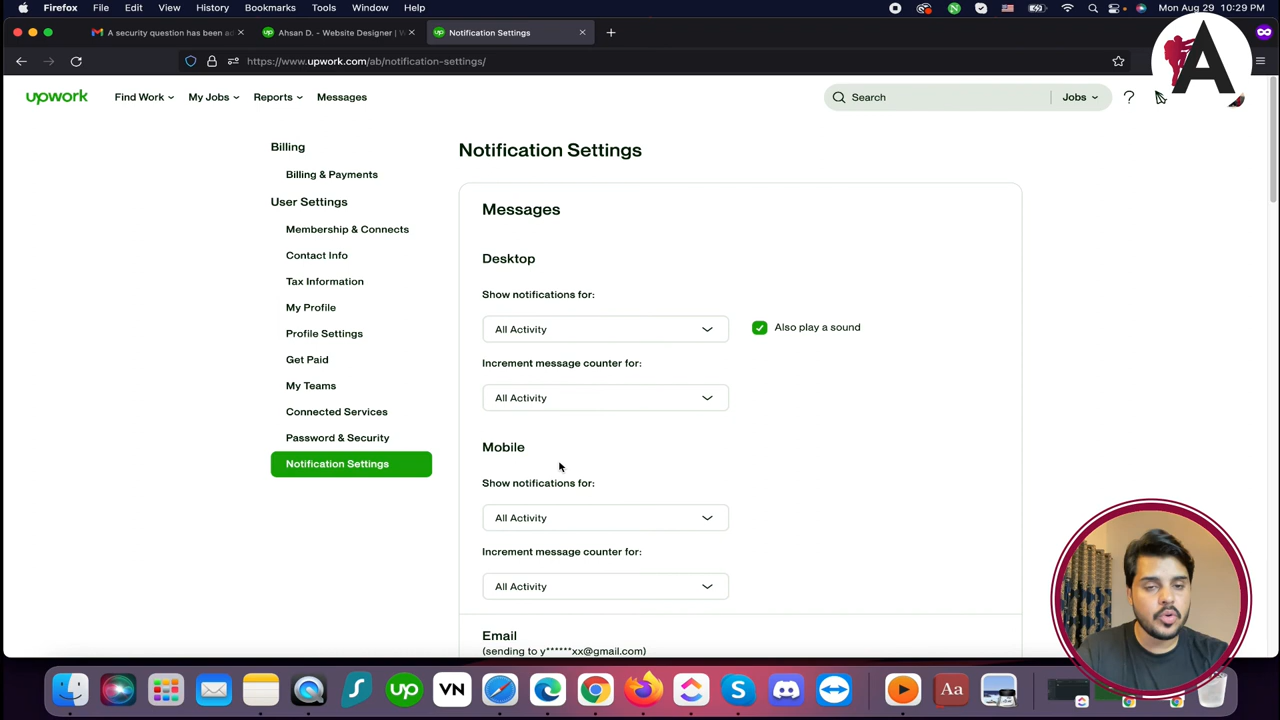 Firefox File Edit View History Bookmarks Tools Window Help Mon Aug 29 10:29 PM
A security question has been ad
Ahsan D. - Website Designer | W
Notification Settings
https://www.upwork.com/ab/notification-settings/
A
upwork Find Work My Jobs Reports Messages Search Jobs ?
Billing
Billing & Payments
User Settings
Membership & Connects
Contact Info
Tax Information
My Profile
Profile Settings
Get Paid
My Teams
Connected Services
Password & Security
Notification Settings
Notification Settings
Messages
Desktop
Show notifications for:
All Activity
Also play a sound
Increment message counter for:
All Activity
Mobile
Show notifications for:
All Activity
Increment message counter for:
All Activity
Email
(sending to y******xx@gmail.com)
up VN Aa